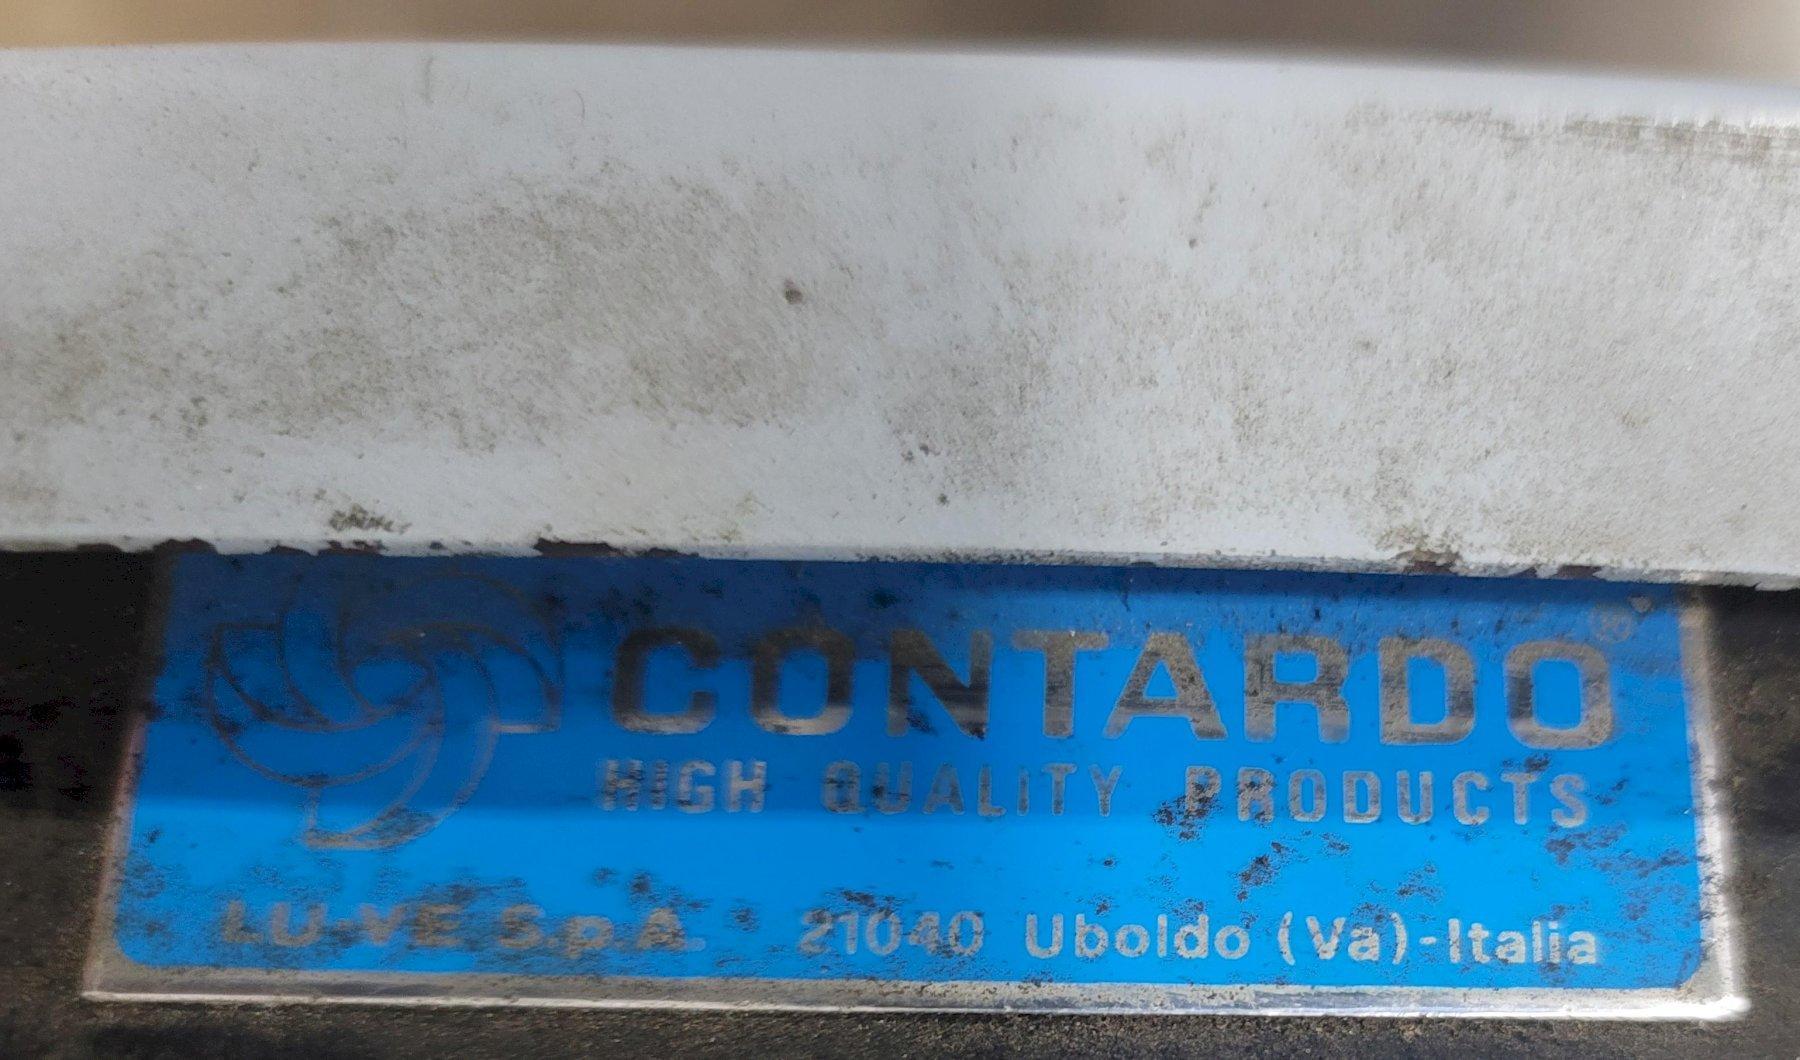 CONTARDO®
HIGH QUALITY PRODUCTS
LU-VE S.p.A. 21040 Uboldo (Va)-Italia